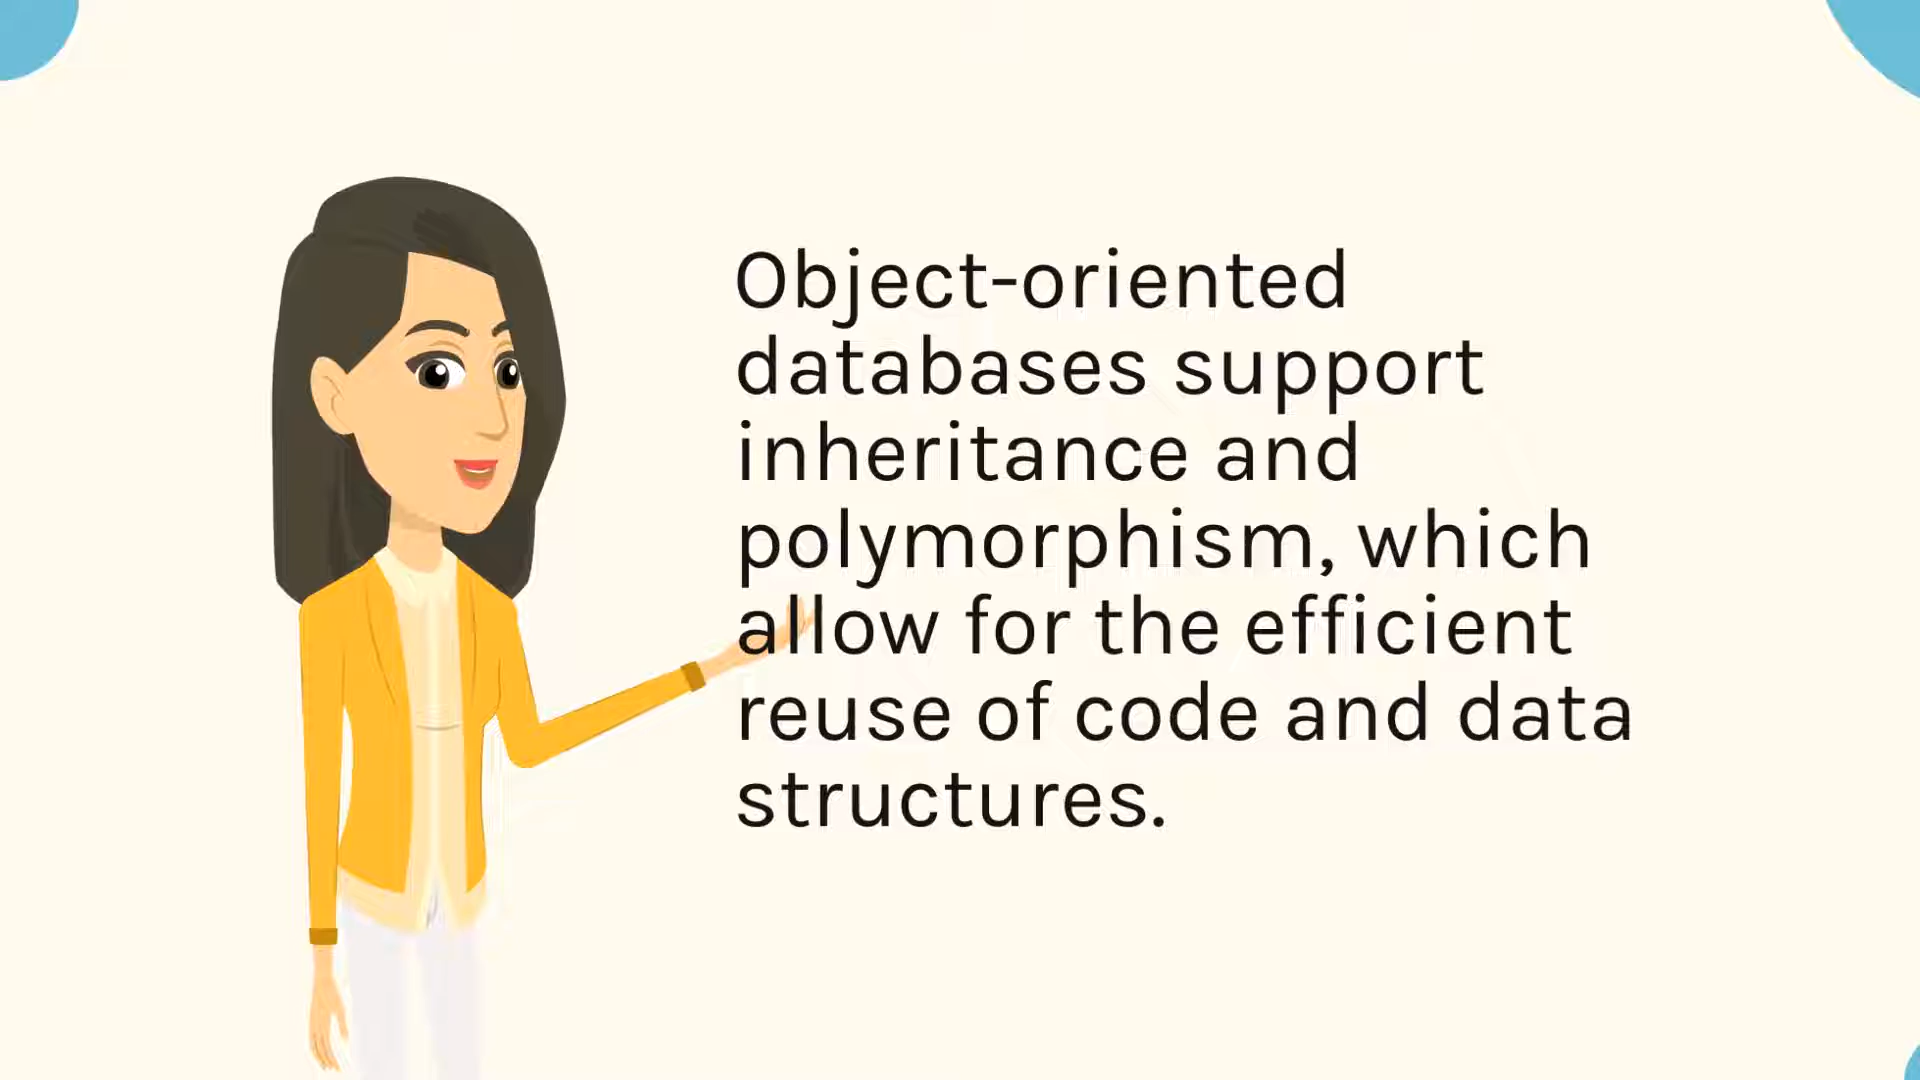 Object-oriented
databases support
inheritance and
polymorphism, which
allow for the efficient
reuse of code and data
structures.